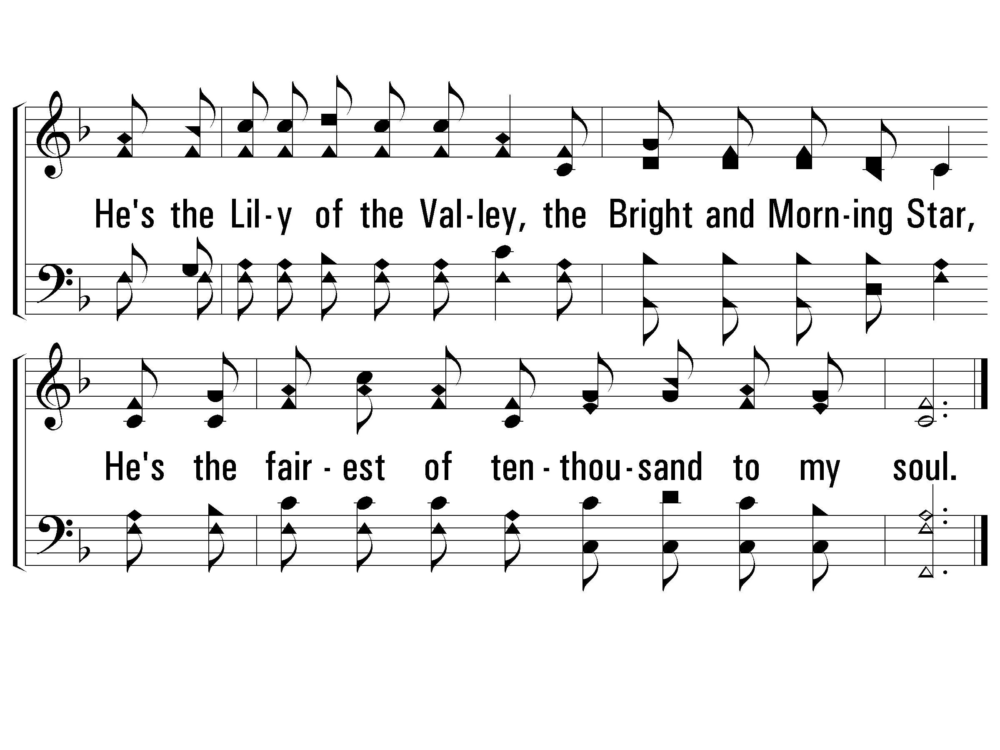 He's the Lil-y of the Val-ley, the Bright and Morn-ing Star,
He's the fair-est of ten-thou-sand to my soul.